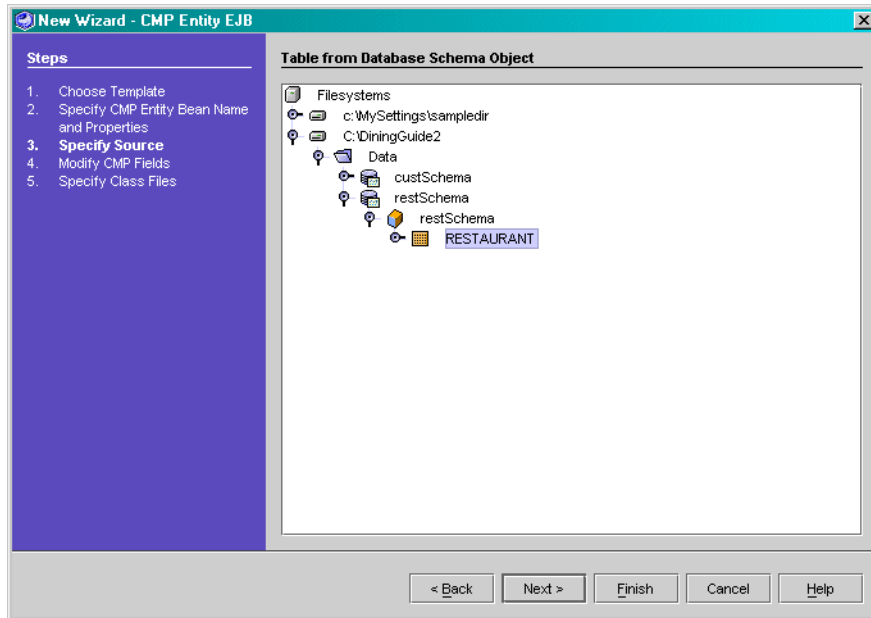 New Wizard - CMP Entity EJB
Steps
1. Choose Template
2. Specify CMP Entity Bean Name
and Properties
3. Specify Source
4. Modify CMP Fields
5. Specify Class Files
Table from Database Schema Object
Filesystems
c:\MySettings\sampledir
C:\DiningGuide2
Data
custSchema
restSchema
restSchema
RESTAURANT
< Back
Next >
Finish
Cancel
Help